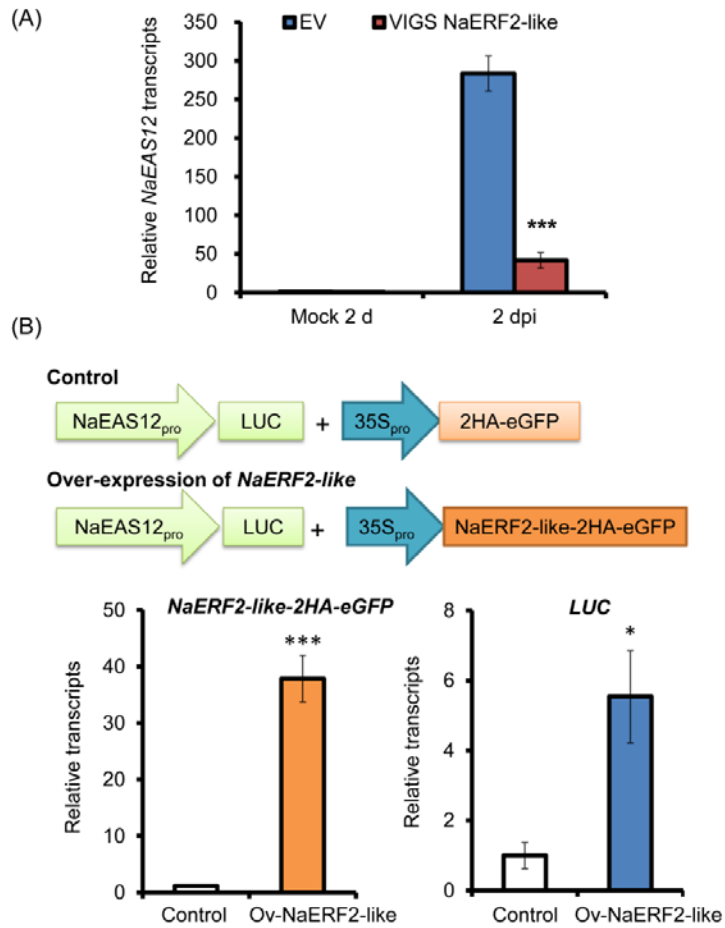 (A)
EV VIGS NaERF2-like
Relative NaEAS12 transcripts
350
300
250
200
150
100
50
0
***
Mock 2 d 2 dpi
(B)
Control
NaEAS12pro LUC + 35Spro 2HA-eGFP
Over-expression of NaERF2-like
NaEAS12pro LUC + 35Spro NaERF2-like-2HA-eGFP
NaERF2-like-2HA-eGFP
Relative transcripts
50
40
30
20
10
0
***
Control Ov-NaERF2-like
LUC
Relative transcripts
8
6
4
2
0
*
Control Ov-NaERF2-like